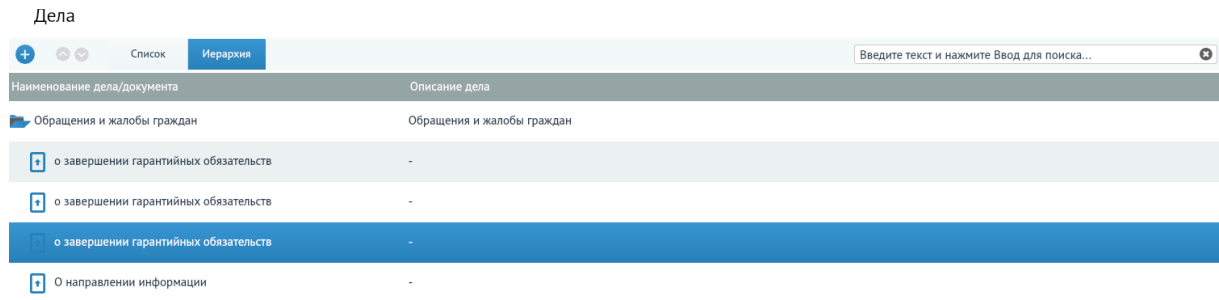 Дела
Список Иерархия Введите текст и нажмите Ввод для поиска...
Наименование дела/документа Описание дела
Обращения и жалобы граждан Обращения и жалобы граждан
о завершении гарантийных обязательств -
о завершении гарантийных обязательств -
о завершении гарантийных обязательств -
О направлении информации -